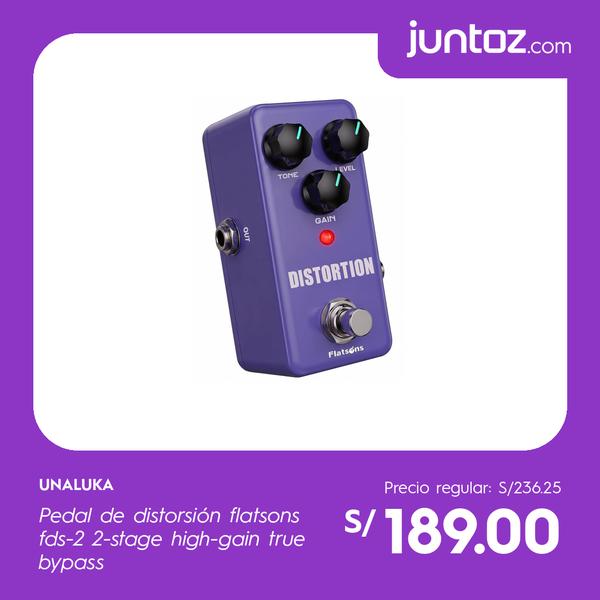 juntoz.com
TONE
LEVEL
GAIN
OUT
DISTORTION
Flatsons
UNALUKA
Pedal de distorsión flatsons
fds-2 2-stage high-gain true
bypass
Precio regular: S/236.25
S/189.00